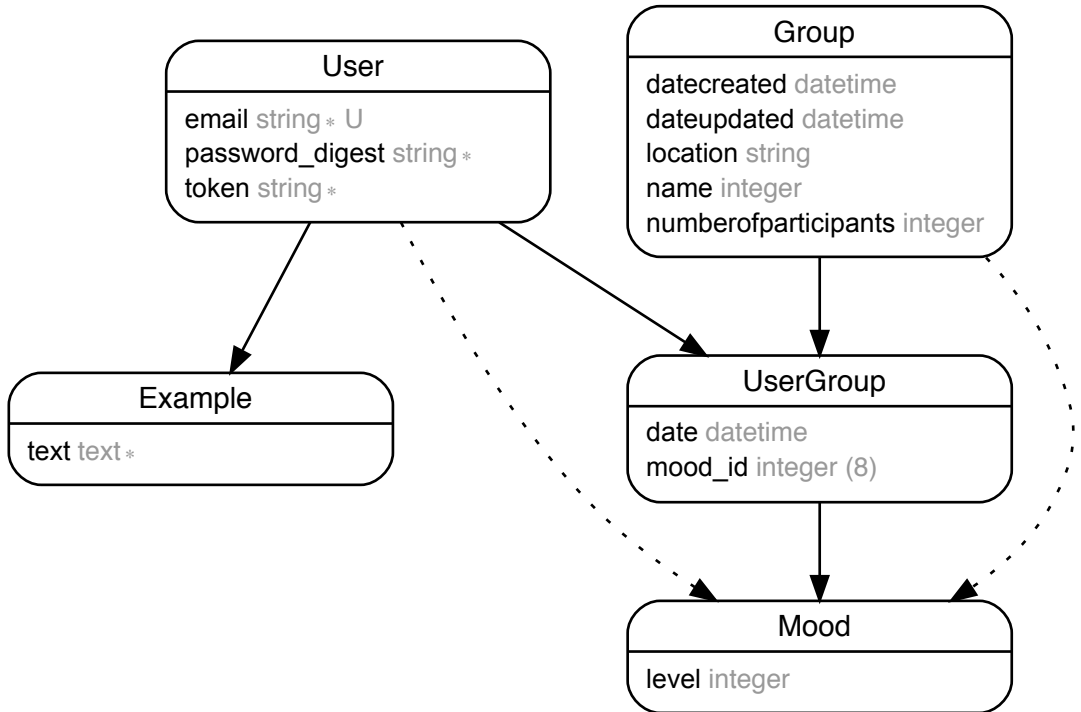 User
email string * U
password_digest string *
token string *
Group
datecreated datetime
dateupdated datetime
location string
name integer
numberofparticipants integer
Example
text text *
UserGroup
date datetime
mood_id integer (8)
Mood
level integer